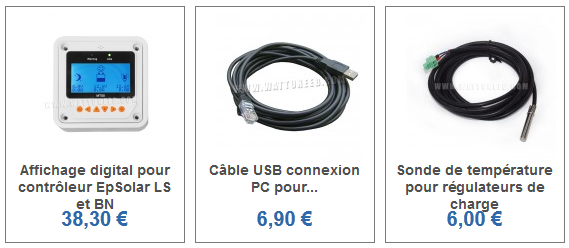 Affichage digital pour
contrôleur EpSolar LS
et BN
38,30 €
Câble USB connexion
PC pour...
6,90 €
Sonde de température
pour régulateurs de
charge
6,00 €